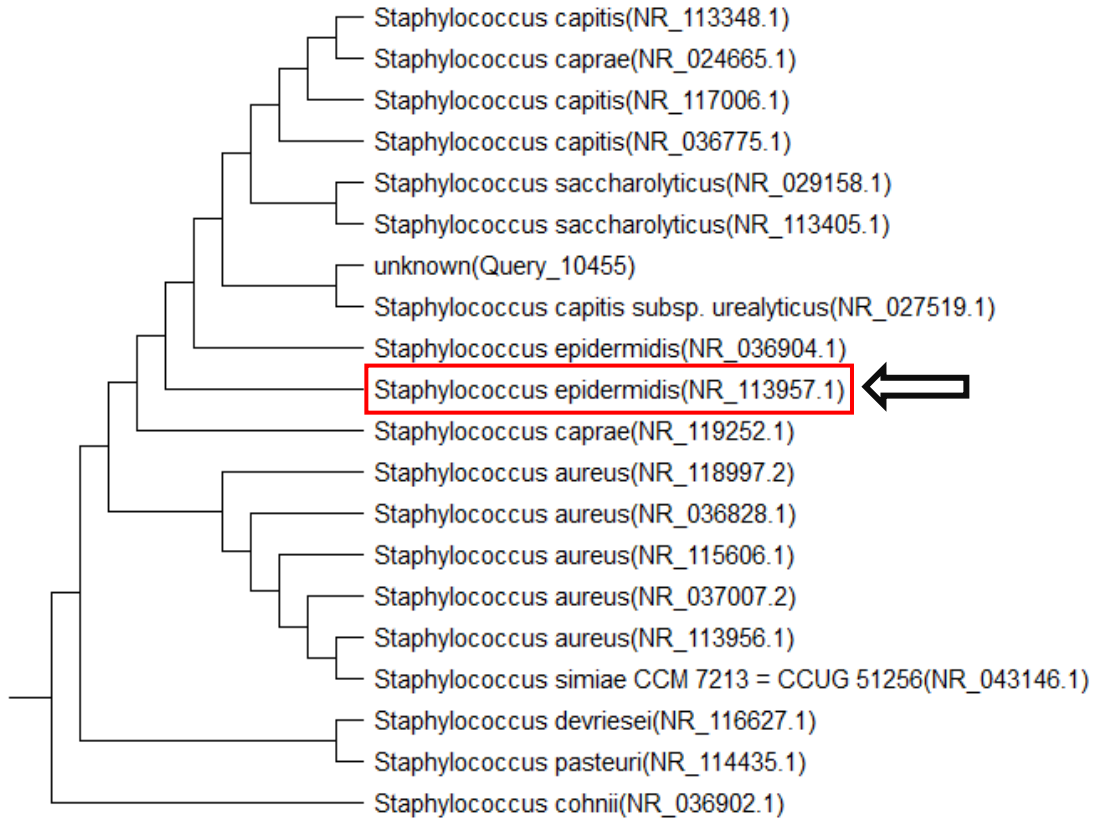 Staphylococcus capitis(NR_113348.1)
Staphylococcus caprae(NR_024665.1)
Staphylococcus capitis(NR_117006.1)
Staphylococcus capitis(NR_036775.1)
Staphylococcus saccharolyticus(NR_029158.1)
Staphylococcus saccharolyticus(NR_113405.1)
unknown(Query_10455)
Staphylococcus capitis subsp. urealyticus(NR_027519.1)
Staphylococcus epidermidis(NR_036904.1)
Staphylococcus epidermidis(NR_113957.1)
Staphylococcus caprae(NR_119252.1)
Staphylococcus aureus(NR_118997.2)
Staphylococcus aureus(NR_036828.1)
Staphylococcus aureus(NR_115606.1)
Staphylococcus aureus(NR_037007.2)
Staphylococcus aureus(NR_113956.1)
Staphylococcus simiae CCM 7213 = CCUG 51256(NR_043146.1)
Staphylococcus devriesei(NR_116627.1)
Staphylococcus pasteuri(NR_114435.1)
Staphylococcus cohnii(NR_036902.1)